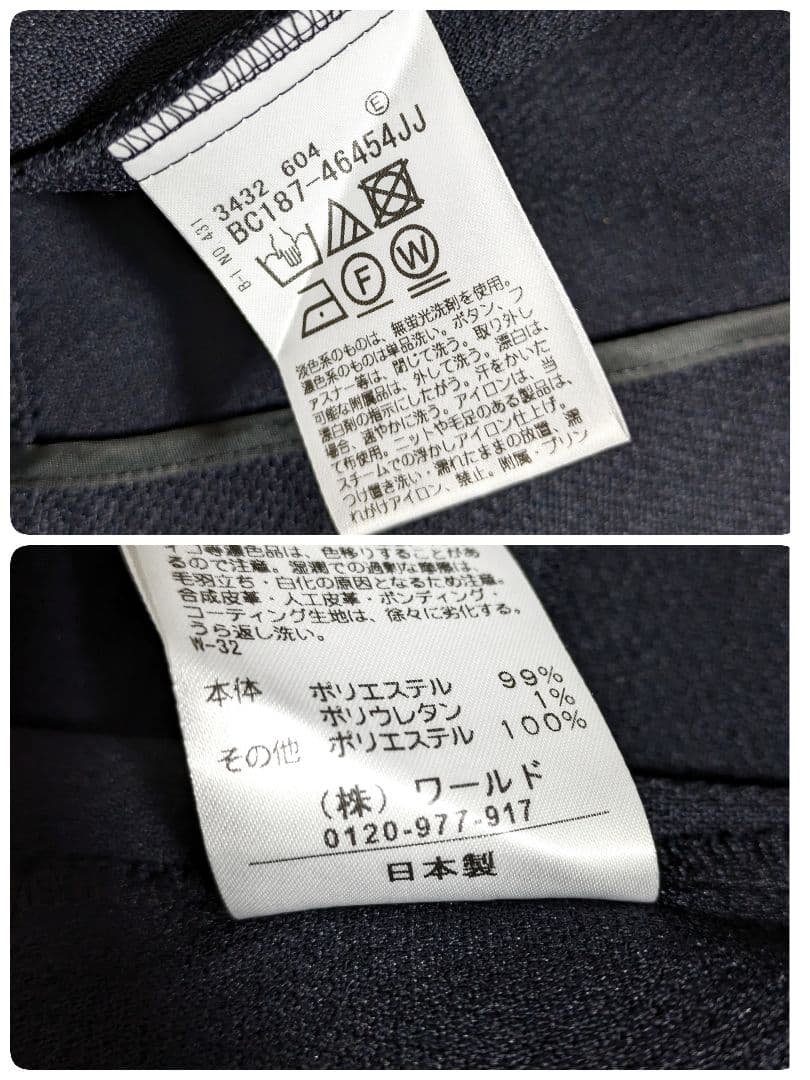 E
B-1 NO 431
3432 604
BC187-46454JJ
F W
淡色系のものは、無蛍光洗剤を使用。
濃色系のものは単品洗い。ボタン、フ
ァスナー等は、閉じて洗う。取り外し
可能な附属品は、外して洗う。漂白は、
漂白剤の指示にしたがう。汗をかいた
場合、速やかに洗う。アイロンは、当
て布使用。ニットや毛足のある製品は、
スチームでの浮かしアイロン仕上げ。
つけ置き洗い・濡れたままの放置、濡
れがけアイロン、禁止。附属・プリン
等濃色品は、色移りすることがあ
るので注意。湿潤での過剰な摩擦は、
毛羽立ち・白化の原因となるため注意。
合成皮革・人工皮革・ボンディング・
コーティング生地は、徐々に劣化する。
うら返し洗い。
W-32
本体 ポリエステル 99%
ポリウレタン 1%
その他 ポリエステル 100%
(株) ワールド
0120-977-917
日本製